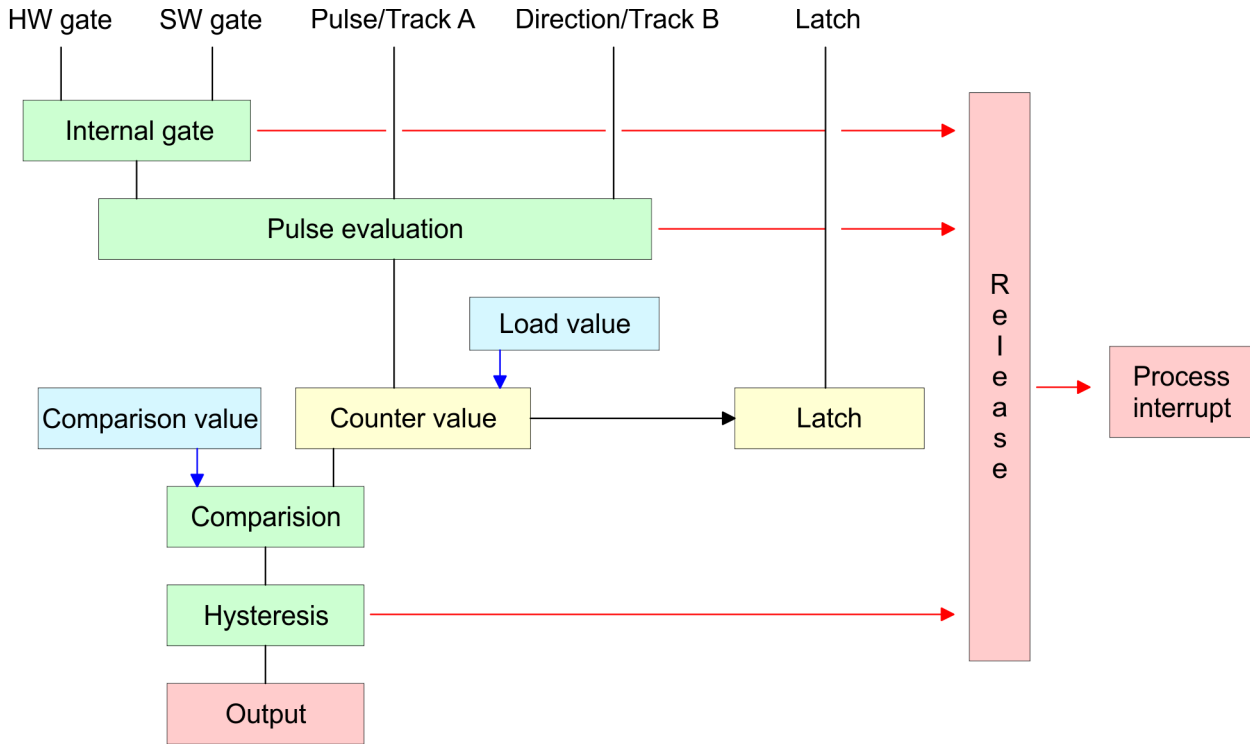 HW gate
SW gate
Pulse/Track A
Direction/Track B
Latch
Internal gate
Pulse evaluation
Load value
Comparison value
Counter value
Latch
Release
Process
interrupt
Comparision
Hysteresis
Output